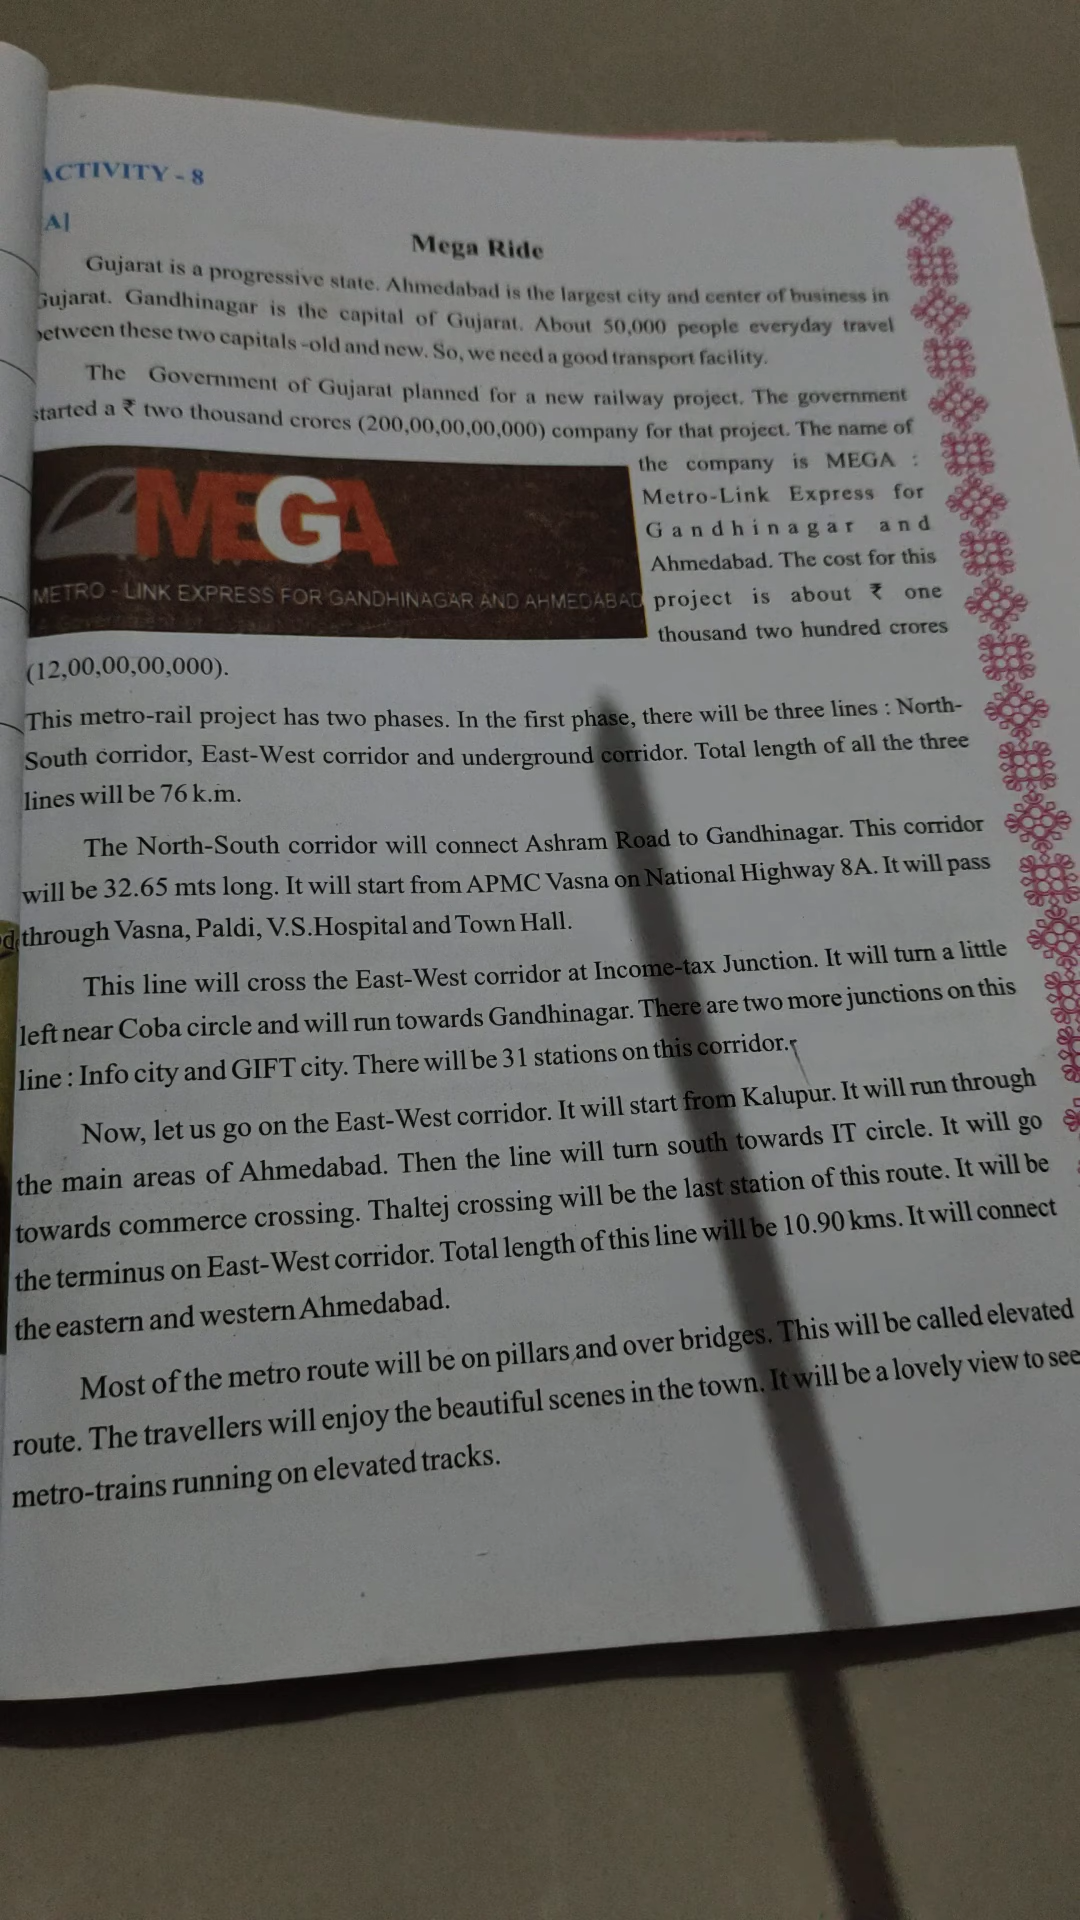 ACTIVITY - 8
A]
Mega Ride
Gujarat is a progressive state. Ahmedabad is the largest city and center of business in
Gujarat. Gandhinagar is the capital of Gujarat. About 50,000 people everyday travel
between these two capitals -old and new. So, we need a good transport facility.
The Government of Gujarat planned for a new railway project. The government
started a ₹ two thousand crores (200,00,00,00,000) company for that project. The name of
the company is MEGA :
Metro-Link Express for
Gandhinagar and
Ahmedabad. The cost for this
project is about ₹ one
thousand two hundred crores
MEGA
METRO - LINK EXPRESS FOR GANDHINAGAR AND AHMEDABAD
(12,00,00,00,000).
This metro-rail project has two phases. In the first phase, there will be three lines : North-
South corridor, East-West corridor and underground corridor. Total length of all the three
lines will be 76 k.m.
The North-South corridor will connect Ashram Road to Gandhinagar. This corridor
will be 32.65 mts long. It will start from APMC Vasna on National Highway 8A. It will pass
through Vasna, Paldi, V.S.Hospital and Town Hall.
This line will cross the East-West corridor at Income-tax Junction. It will turn a little
left near Coba circle and will run towards Gandhinagar. There are two more junctions on this
line : Info city and GIFT city. There will be 31 stations on this corridor.
Now, let us go on the East-West corridor. It will start from Kalupur. It will run through
the main areas of Ahmedabad. Then the line will turn south towards IT circle. It will go
towards commerce crossing. Thaltej crossing will be the last station of this route. It will be
the terminus on East-West corridor. Total length of this line will be 10.90 kms. It will connect
the eastern and western Ahmedabad.
Most of the metro route will be on pillars and over bridges. This will be called elevated
route. The travellers will enjoy the beautiful scenes in the town. It will be a lovely view to see
metro-trains running on elevated tracks.